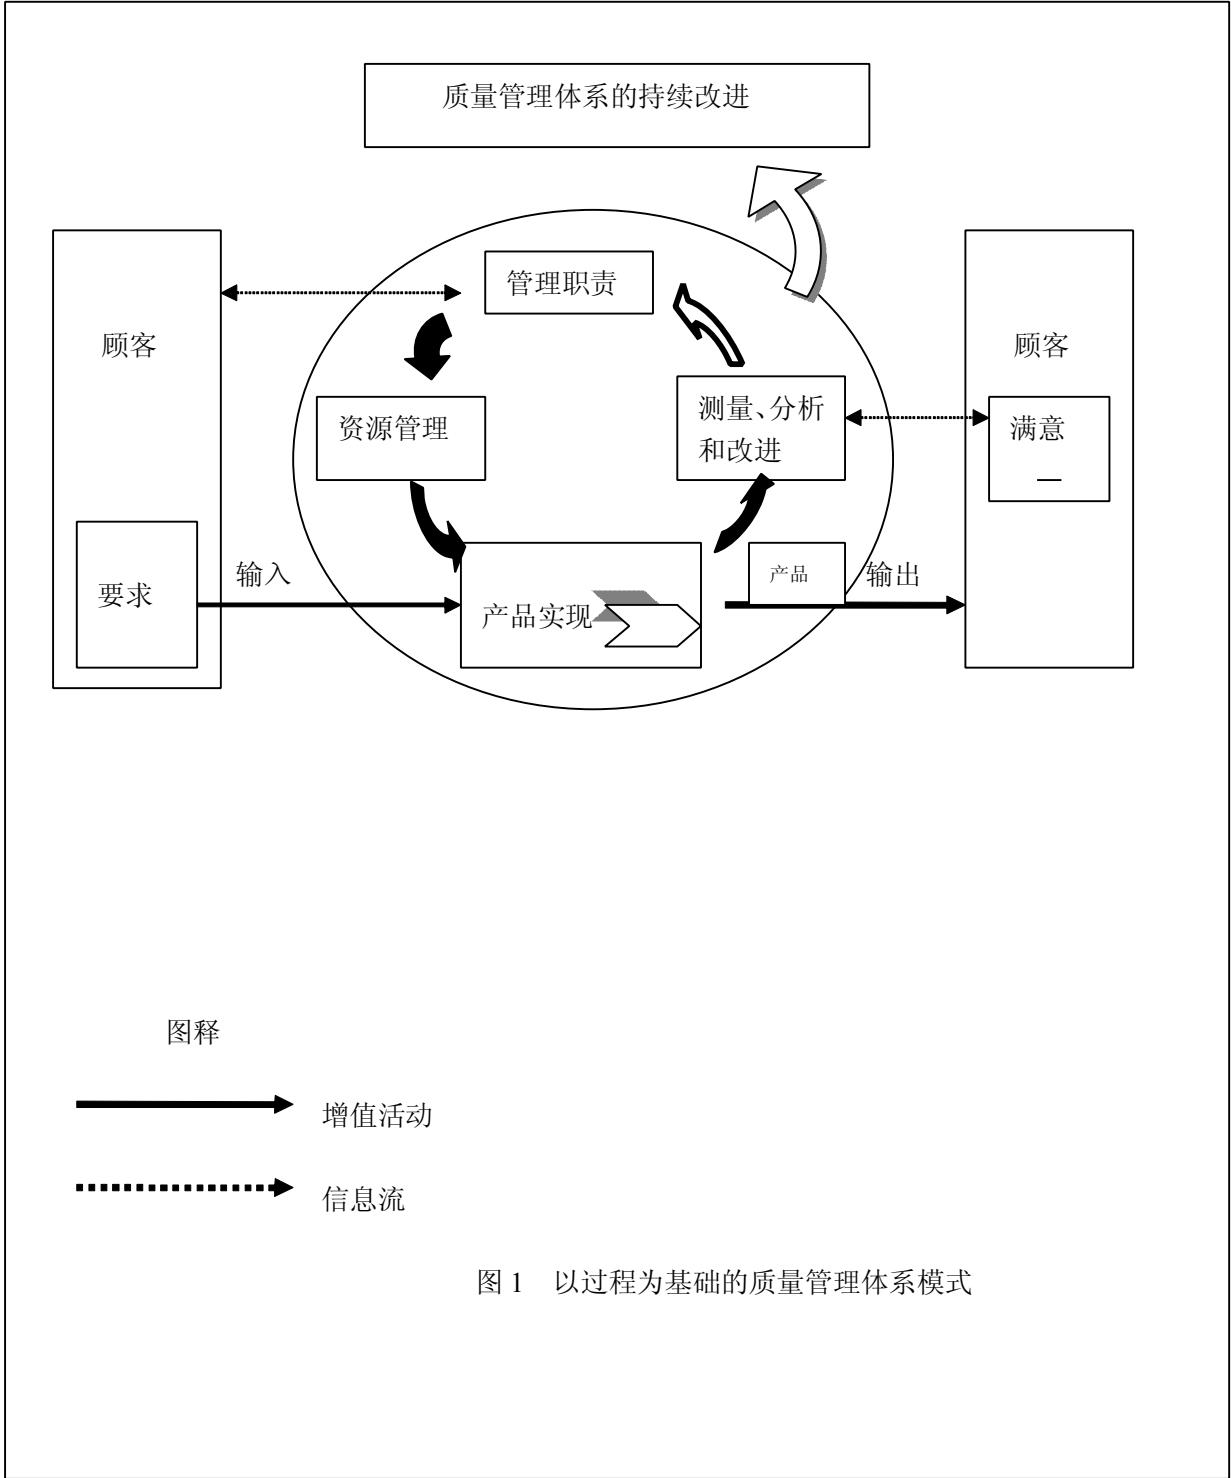 质量管理体系的持续改进
管理职责
顾客
顾客
测量、分析
和改进
资源管理
满意
要求
输入
产品实现
产品
输出
图释
增值活动
信息流
图 1 以过程为基础的质量管理体系模式